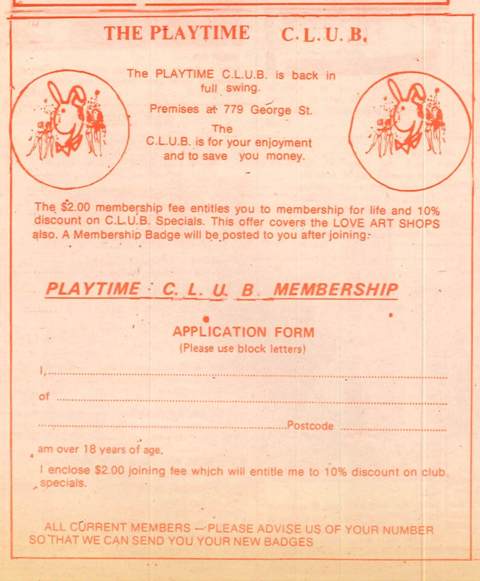 THE PLAYTIME C.L.U.B.
The PLAYTIME C.L.U.B. is back in
full swing.
Premises at 779 George St.
The
C.L.U.B. is for your enjoyment
and to save you money.
The $2.00 membership fee entitles you to membership for life and 10%
discount on C.L.U.B. Specials. This offer covers the LOVE ART SHOPS
also. A Membership Badge will be posted to you after joining.
PLAYTIME C. L. U B. MEMBERSHIP
APPLICATION FORM
(Please use block letters)
I,
of
Postcode
am over 18 years of age.
I enclose $2.00 joining fee which will entitle me to 10% discount on club
specials.
ALL CURRENT MEMBERS — PLEASE ADVISE US OF YOUR NUMBER
SO THAT WE CAN SEND YOU YOUR NEW BADGES